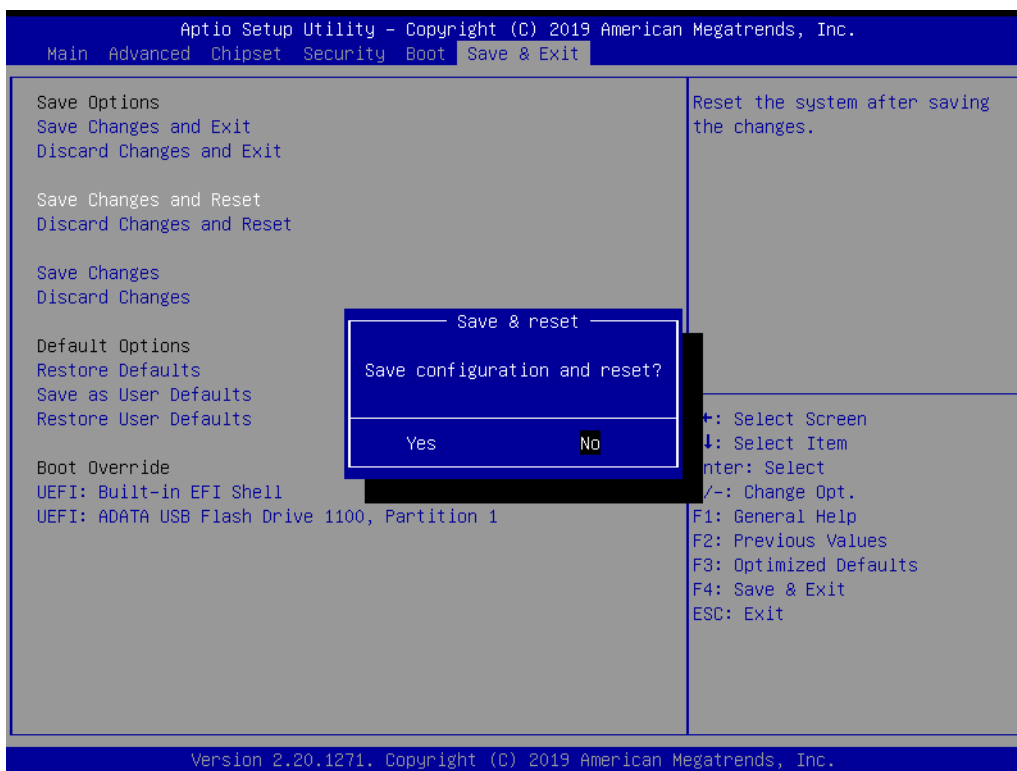 Aptio Setup Utility – Copyright (C) 2019 American Megatrends, Inc.
Main Advanced Chipset Security Boot Save & Exit
Save Options
Save Changes and Exit
Discard Changes and Exit
Save Changes and Reset
Discard Changes and Reset
Save Changes
Discard Changes
Default Options
Restore Defaults
Save as User Defaults
Restore User Defaults
Boot Override
UEFI: Built-in EFI Shell
UEFI: ADATA USB Flash Drive 1100, Partition 1
Save & reset
Save configuration and reset?
Yes No
Reset the system after saving
the changes.
: Select Screen
: Select Item
nter: Select
/-: Change Opt.
F1: General Help
F2: Previous Values
F3: Optimized Defaults
F4: Save & Exit
ESC: Exit
Version 2.20.1271. Copyright (C) 2019 American Megatrends, Inc.